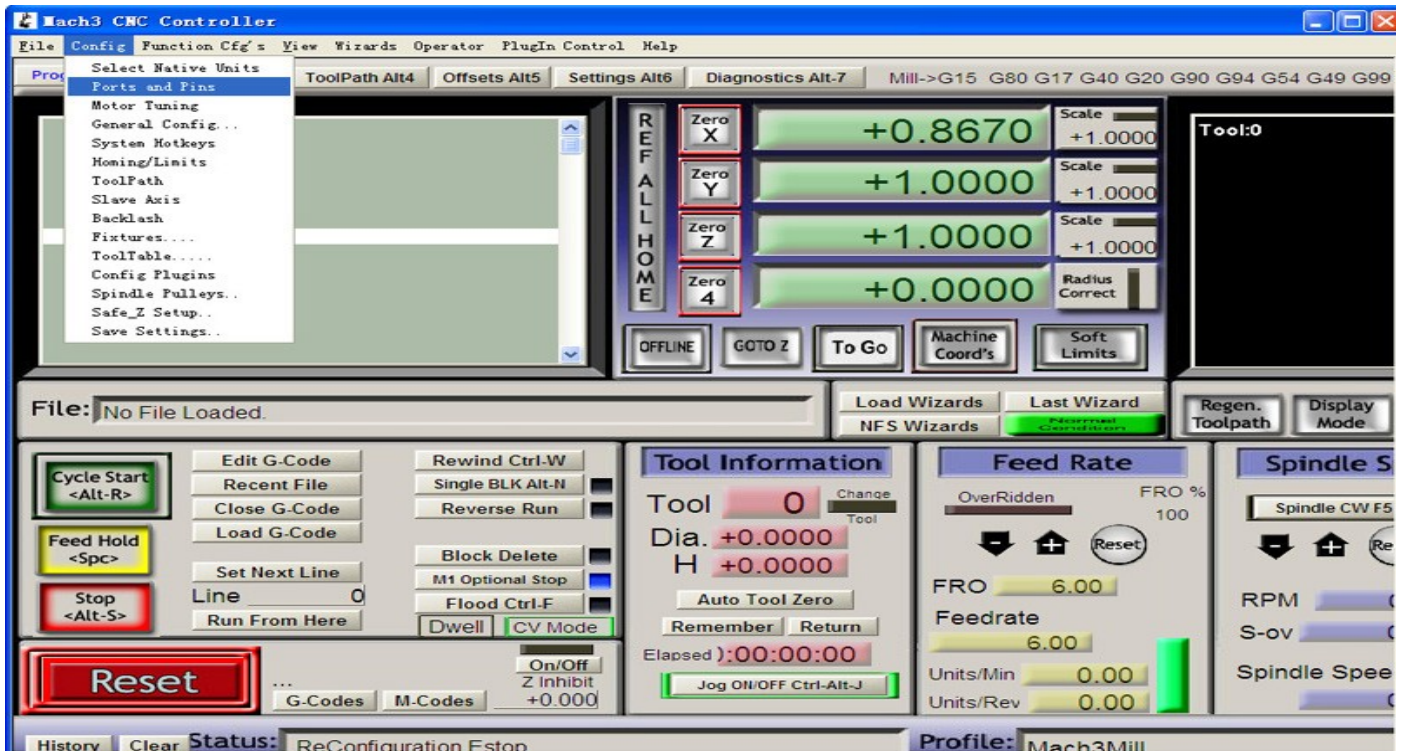 Mach3 CNC Controller
File Config Function Cfg's View Wizards Operator PlugIn Control Help
Prog
ToolPath Alt4 Offsets Alt5 Settings Alt6 Diagnostics Alt-7 Mill->G15 G80 G17 G40 G20 G90 G94 G54 G49 G99
Select Native Units
Ports and Pins
Motor Tuning
General Config...
System Hotkeys
Homing/Limits
ToolPath
Slave Axis
Backlash
Fixtures....
ToolTable.....
Config Plugins
Spindle Pulleys..
Safe_Z Setup..
Save Settings..
REF ALL HOME
Zero X +0.8670 Scale +1.0000
Zero Y +1.0000 Scale +1.0000
Zero Z +1.0000 Scale +1.0000
Zero 4 +0.0000 Radius Correct
OFFLINE GOTO Z To Go Machine Coord's Soft Limits
Tool:0
File: No File Loaded.
Load Wizards Last Wizard
NFS Wizards Normal Condition
Regen. Toolpath Display Mode
Cycle Start <Alt-R>
Feed Hold <Spc>
Stop <Alt-S>
Edit G-Code
Recent File
Close G-Code
Load G-Code
Set Next Line
Line 0
Run From Here
Rewind Ctrl-W
Single BLK Alt-N
Reverse Run
Block Delete
M1 Optional Stop
Flood Ctrl-F
Dwell CV Mode
Reset
...
G-Codes M-Codes
On/Off
Z Inhibit
+0.000
Tool Information
Tool 0 Change Tool
Dia. +0.0000
H +0.0000
Auto Tool Zero
Remember Return
Elapsed ):00:00:00
Jog ON/OFF Ctrl-Alt-J
Feed Rate
OverRidden FRO %
100
Reset
FRO 6.00
Feedrate
6.00
Units/Min 0.00
Units/Rev 0.00
Spindle S
Spindle CW F5
Re
RPM
S-ov
Spindle Spee
History Clear Status: ReConfiguration Estop.
Profile: Mach3Mill